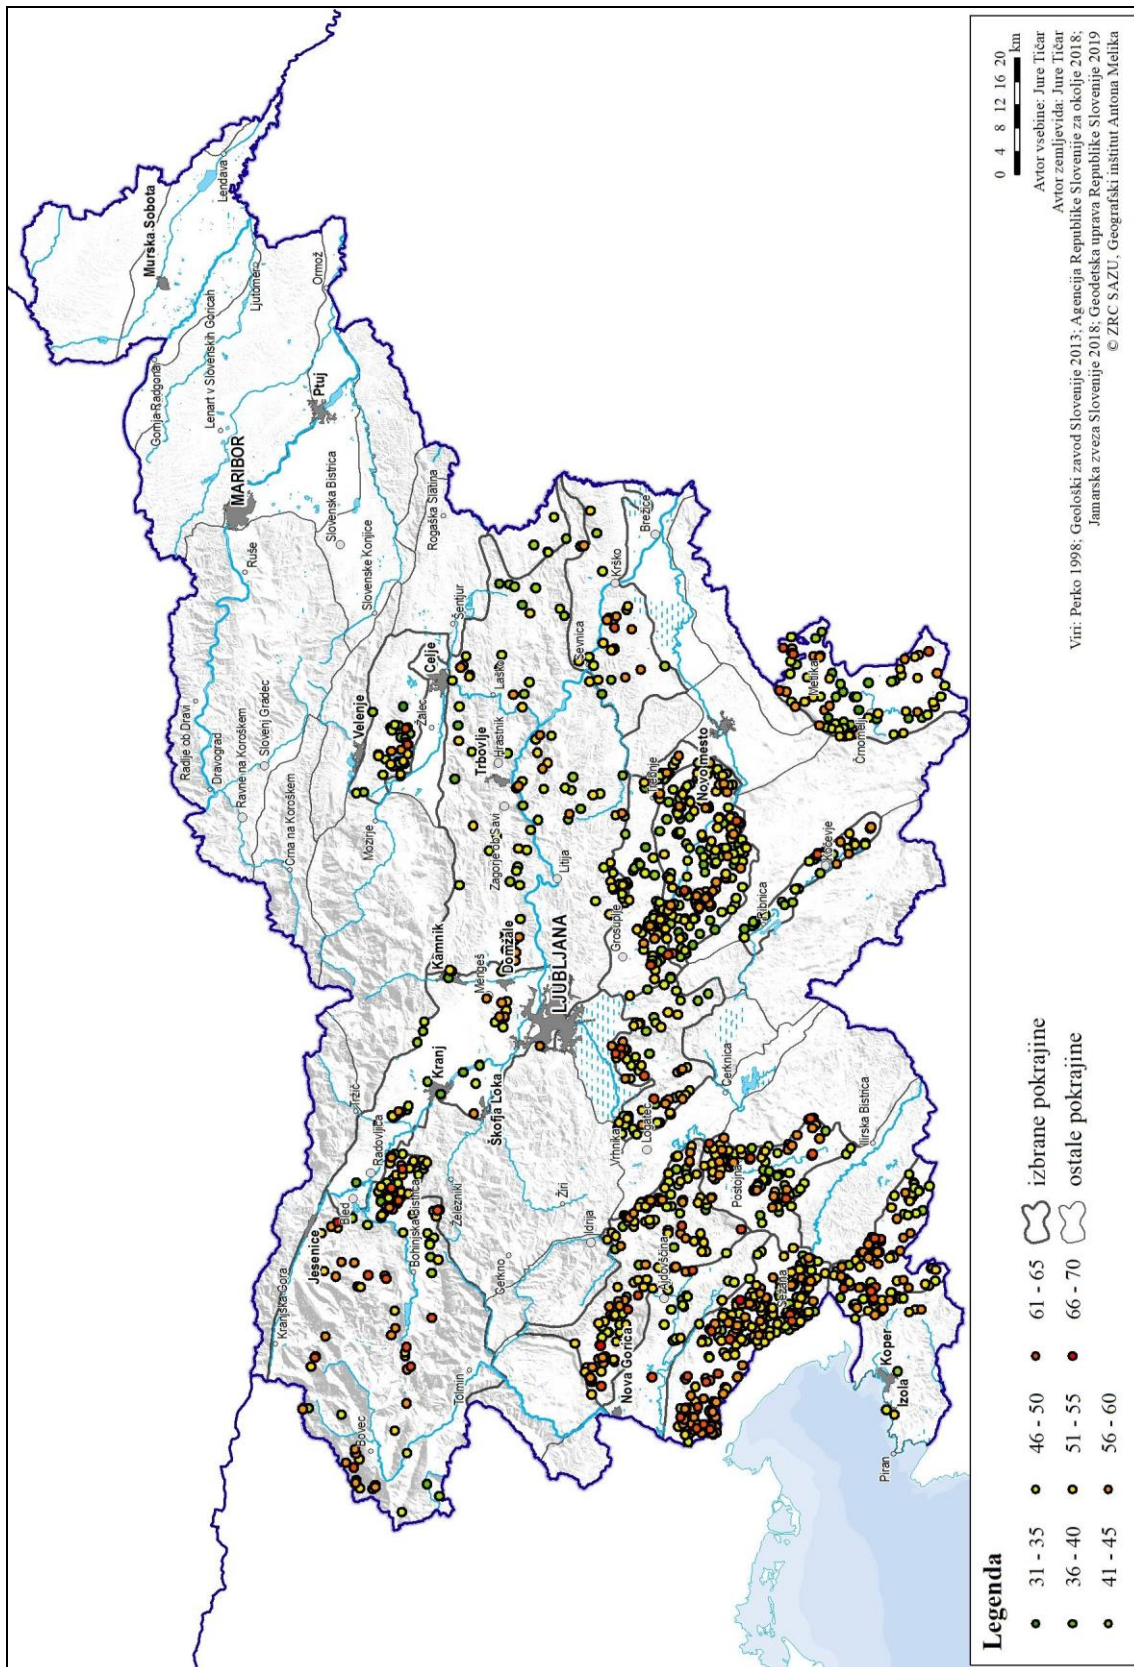 Murska Sobota
Lendava
Gornja Radgona
Lenart v Slovenskih Goricah
Ljutomer
Ormož
Ptuj
MARIBOR
Ruše
Slovenska Bistrica
Slovenske Konjice
Rogaška Slatina
Radlje ob Dravi
Dravograd
Ravne na Koroškem
Slovenj Gradec
Črna na Koroškem
Velenje
Mozirje
Žalec
Celje
Šentjur
Laško
Hrastnik
Trbovlje
Zagorje ob Savi
Litija
Sevnica
Krško
Brežice
Kamnik
Mengeš
Domžale
LJUBLJANA
Grosuplje
Trebnje
Novo mesto
Metlika
Črnomelj
Kočevje
Ribnica
Tržič
Kranj
Škofja Loka
Radovljica
Bled
Jesenice
Kranjska Gora
Bohinjska Bistrica
Železniki
Žiri
Cerkno
Idrija
Tolmin
Bovec
Vrhnika
Logatec
Cerknica
Postojna
Ilirska Bistrica
Ajdovščina
Nova Gorica
Sežana
Koper
Izola
Piran
Legenda
31 - 35
36 - 40
41 - 45
46 - 50
51 - 55
56 - 60
61 - 65
66 - 70
izbrane pokrajine
ostale pokrajine
0 4 8 12 16 20
km
Avtor vsebine: Jure Tičar
Avtor zemljevida: Jure Tičar
Viri: Perko 1998; Geološki zavod Slovenije 2013; Agencija Republike Slovenije za okolje 2018;
Jamarska zveza Slovenije 2018; Geodetska uprava Republike Slovenije 2019
© ZRC SAZU, Geografski inštitut Antona Melika